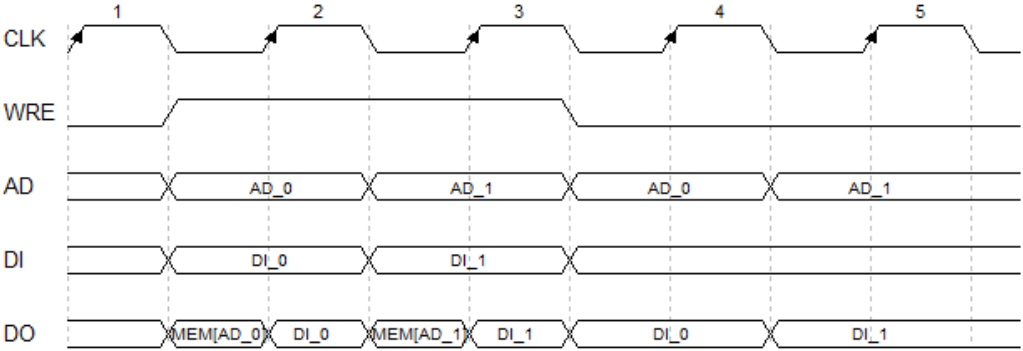 1 2 3 4 5
CLK
WRE
AD AD_0 AD_1 AD_0 AD_1
DI DI_0 DI_1
DO MEM[AD_0] DI_0 MEM[AD_1] DI_1 DI_0 DI_1